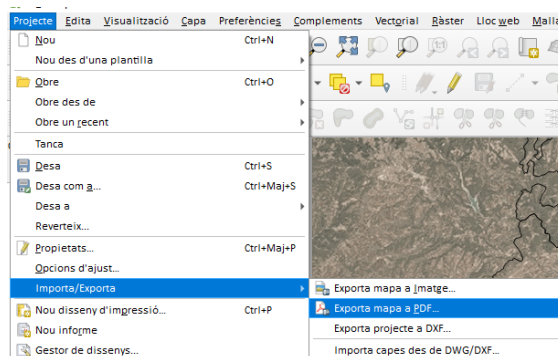 Projecte Edita Visualització Capa Preferències Complements Vectorial Ràster Lloc web Malla
Nou Ctrl+N
Nou des d'una plantilla
Obre Ctrl+O
Obre des de
Obre un recent
Tanca
Desa Ctrl+S
Desa com a... Ctrl+Maj+S
Desa a
Reverteix...
Propietats... Ctrl+Maj+P
Opcions d'ajust...
Importa/Exporta
Exporta mapa a Imatge...
Exporta mapa a PDF...
Exporta projecte a DXF...
Importa capes des de DWG/DXF...
Nou disseny d'impressió... Ctrl+P
Nou informe
Gestor de dissenys...